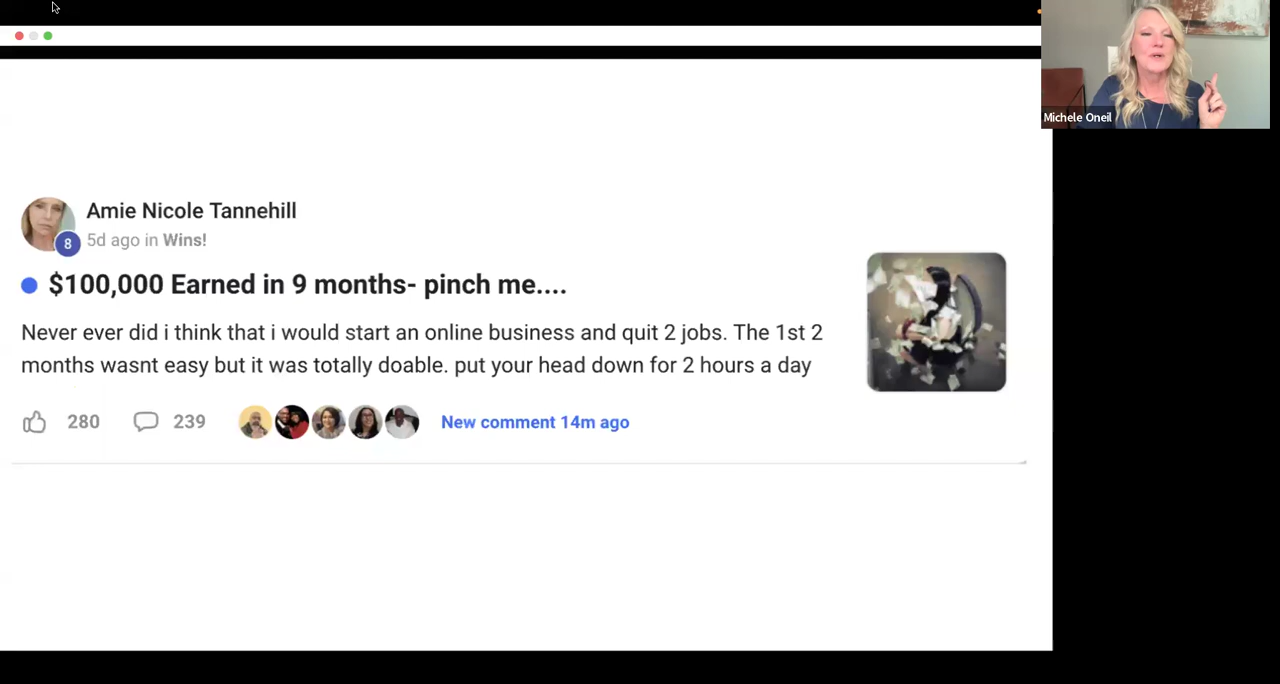 Michele Oneil
Amie Nicole Tannehill
8
5d ago in Wins!
$100,000 Earned in 9 months- pinch me....
Never ever did i think that i would start an online business and quit 2 jobs. The 1st 2
months wasnt easy but it was totally doable. put your head down for 2 hours a day
280
239
New comment 14m ago